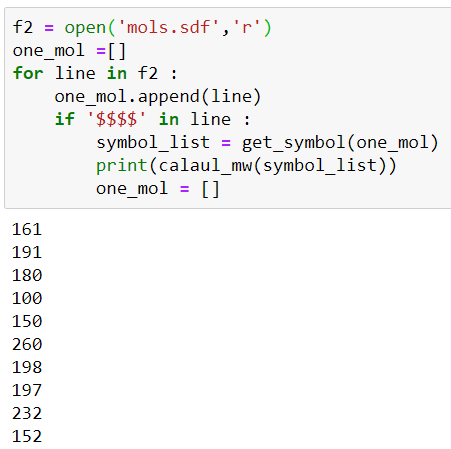 f2 = open('mols.sdf','r')
one_mol =[]
for line in f2 :
    one_mol.append(line)
    if '$$$$' in line :
        symbol_list = get_symbol(one_mol)
        print(calaul_mw(symbol_list))
        one_mol = []
161
191
180
100
150
260
198
197
232
152